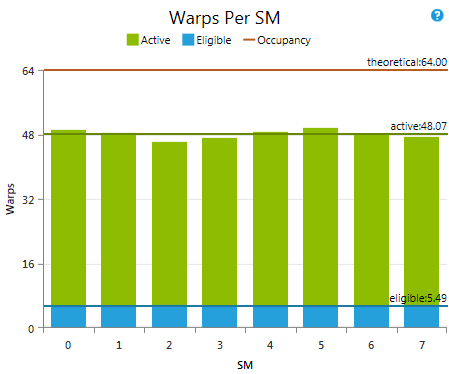 Warps Per SM
?
Active Eligible Occupancy
theoretical:64.00
64
active:48.07
48
Warps
32
16
eligible:5.49
0
0 1 2 3 4 5 6 7
SM